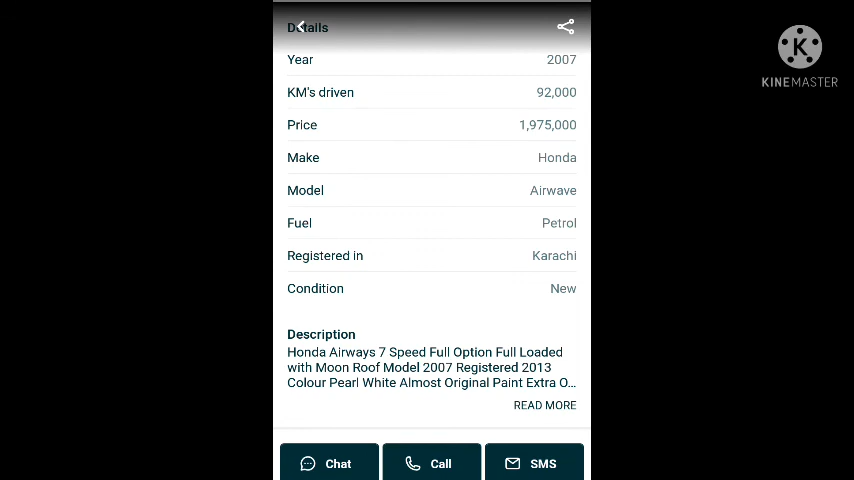 Details
Year 2007
KM's driven 92,000
Price 1,975,000
Make Honda
Model Airwave
Fuel Petrol
Registered in Karachi
Condition New
Description
Honda Airways 7 Speed Full Option Full Loaded
with Moon Roof Model 2007 Registered 2013
Colour Pearl White Almost Original Paint Extra O...
READ MORE
Chat Call SMS
K
KINEMASTER